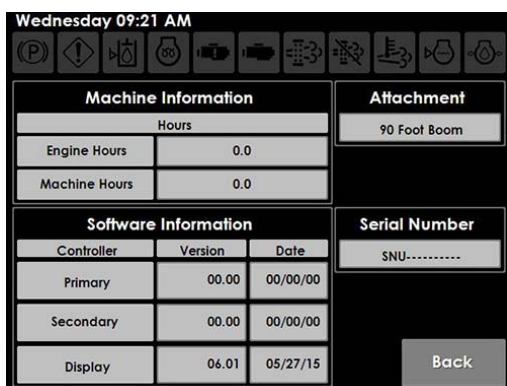 Wednesday 09:21 AM
(P)
Machine Information
Hours
Engine Hours 0.0
Machine Hours 0.0
Attachment
90 Foot Boom
Software Information
Controller Version Date
Primary 00.00 00/00/00
Secondary 00.00 00/00/00
Display 06.01 05/27/15
Serial Number
SNU----------
Back